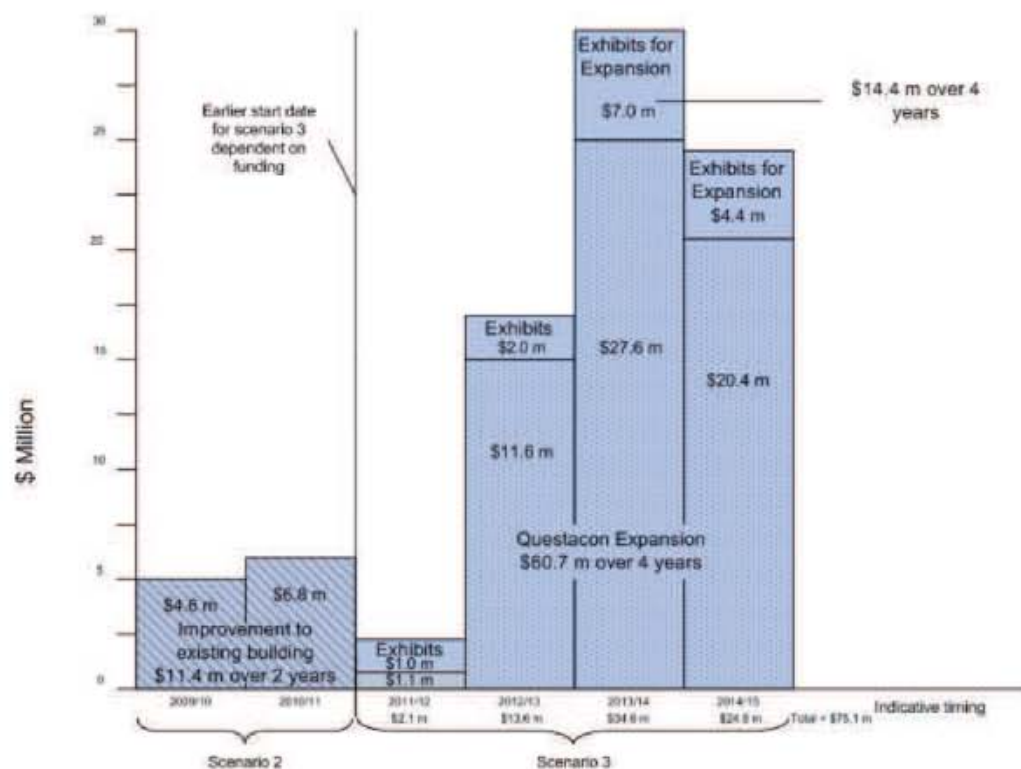 30
25
22
15
10
5
0
$ Million
Earlier start date
for scenario 3
dependent on
funding
Exhibits for
Expansion
$7.0 m
$14.4 m over 4
years
Exhibits for
Expansion
$4.4 m
Exhibits
$2.0 m
$27.6 m
$20.4 m
$11.6 m
Questacon Expansion
$60.7 m over 4 years
$4.6 m
$6.8 m
Improvement to
existing building
$11.4 m over 2 years
Exhibits
$1.0 m
$1.1 m
2009/10 2010/11 2011/12 2012/13 2013/14 2014/15 Indicative timing
$2.1 m $13.6 m $34.6 m $24.8 m Total = $75.1 m
Scenario 2 Scenario 3